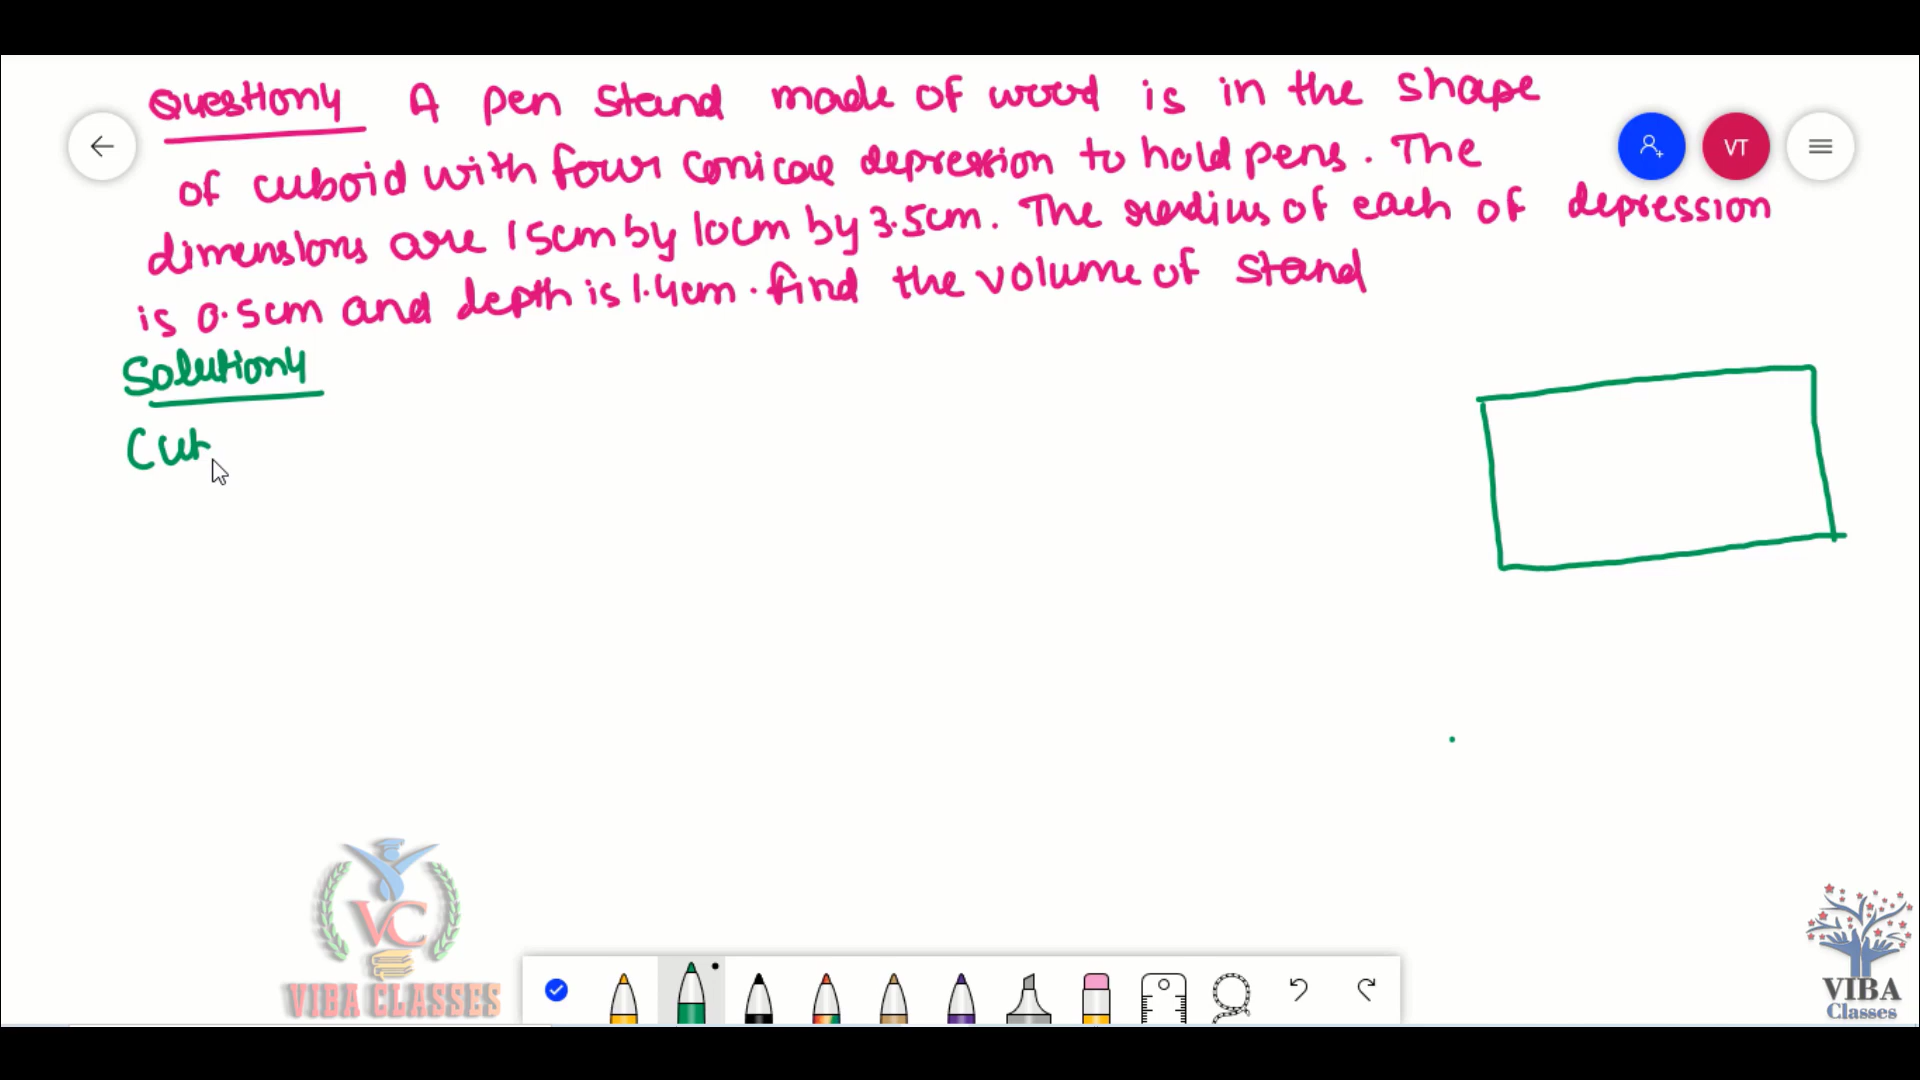 Question A pen stand made of wood is in the shape
of cuboid with four conical depression to hold pens. The
dimensions are 15cm by 10cm by 3.5cm. The radius of each of depression
is 0.5cm and depth is 1.4cm. find the volume of stand
Solution
Cub
VT
VC
VIBA CLASSES
VIBA
Classes